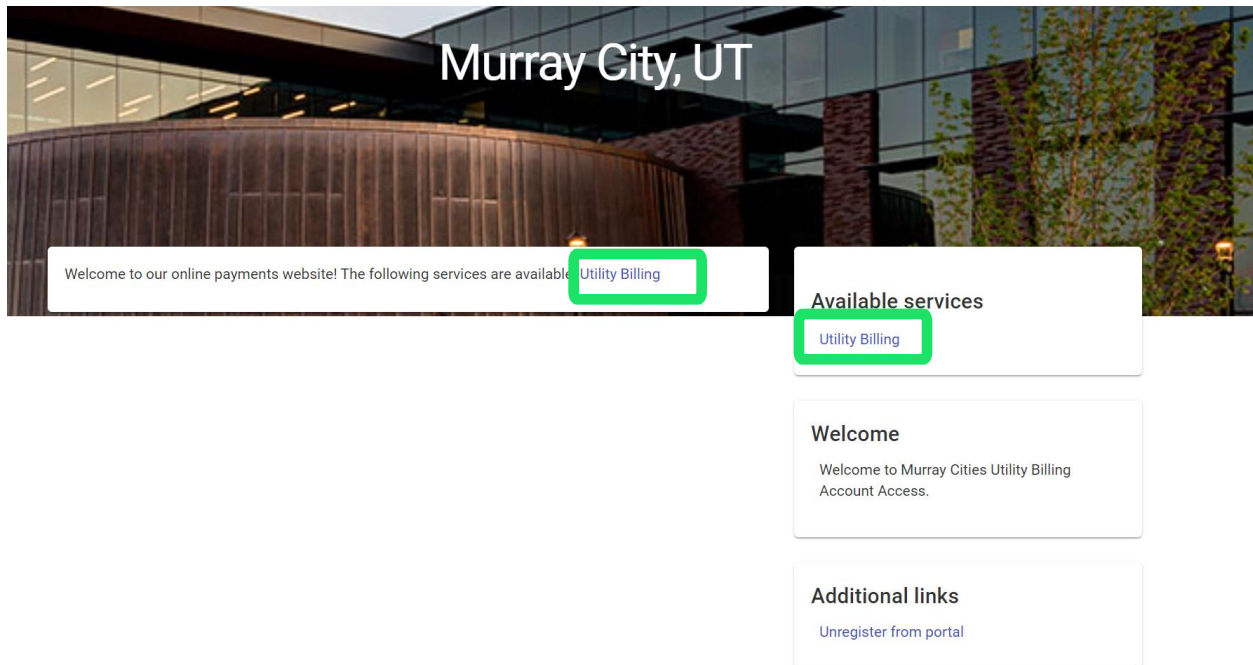 Murray City, UT
Welcome to our online payments website! The following services are available Utility Billing
Available services
Utility Billing
Welcome
Welcome to Murray Cities Utility Billing
Account Access.
Additional links
Unregister from portal